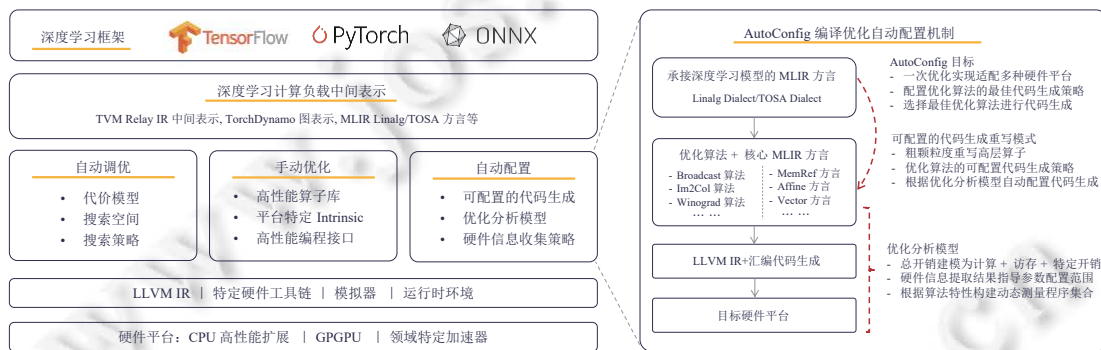 深度学习框架
TensorFlow
PyTorch
ONNX
深度学习计算负载中间表示
TVM Relay IR 中间表示, TorchDynamo 图表示, MLIR Linalg/TOSA 方言等
自动调优
• 代价模型
• 搜索空间
• 搜索策略
手动优化
• 高性能算子库
• 平台特定 Intrinsic
• 高性能编程接口
自动配置
• 可配置的代码生成
• 优化分析模型
• 硬件信息收集策略
LLVM IR | 特定硬件工具链 | 模拟器 | 运行时环境
硬件平台：CPU 高性能扩展 | GPGPU | 领域特定加速器
AutoConfig 编译优化自动配置机制
承接深度学习模型的 MLIR 方言
Linalg Dialect/TOSA Dialect
优化算法 + 核心 MLIR 方言
- Broadcast 算法
- Im2Col 算法
- Winograd 算法
… …
- MemRef 方言
- Affine 方言
- Vector 方言
… …
LLVM IR+汇编代码生成
目标硬件平台
AutoConfig 目标
- 一次优化实现适配多种硬件平台
- 配置优化算法的最佳代码生成策略
- 选择最佳优化算法进行代码生成
可配置的代码生成重写模式
- 粗颗粒度重写高层算子
- 优化算法的可配置代码生成策略
- 根据优化分析模型自动配置代码生成
优化分析模型
- 总开销建模为计算 + 访存 + 特定开销
- 硬件信息提取结果指导参数配置范围
- 根据算法特性构建动态测量程序集合